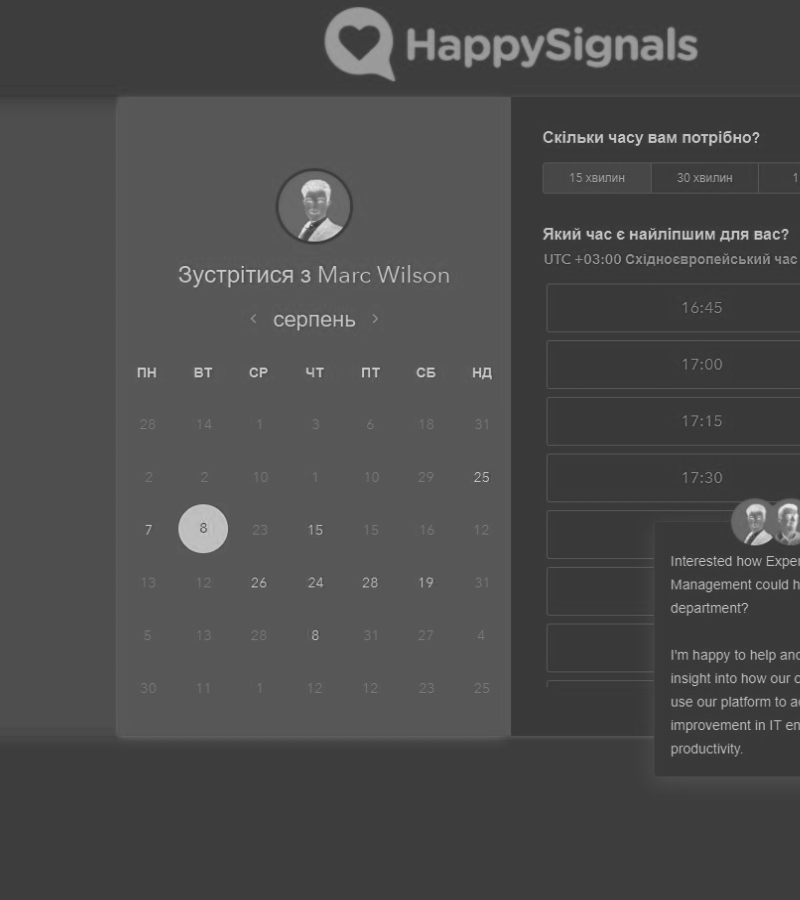 HappySignals
Зустрітися з Marc Wilson
серпень
ПН ВТ СР ЧТ ПТ СБ НД
28 14 1 3 6 18 31
2 2 10 1 10 29 25
7 8 23 15 15 16 12
13 12 26 24 28 19 31
5 13 28 8 31 27 4
30 11 1 12 12 23 25
Скільки часу вам потрібно?
15 хвилин 30 хвилин 1
Який час є найліпшим для вас?
UTC +03:00 Східноєвропейський час
16:45
17:00
17:15
17:30
Interested how Exper
Management could h
department?
I'm happy to help and
insight into how our c
use our platform to a
improvement in IT en
productivity.